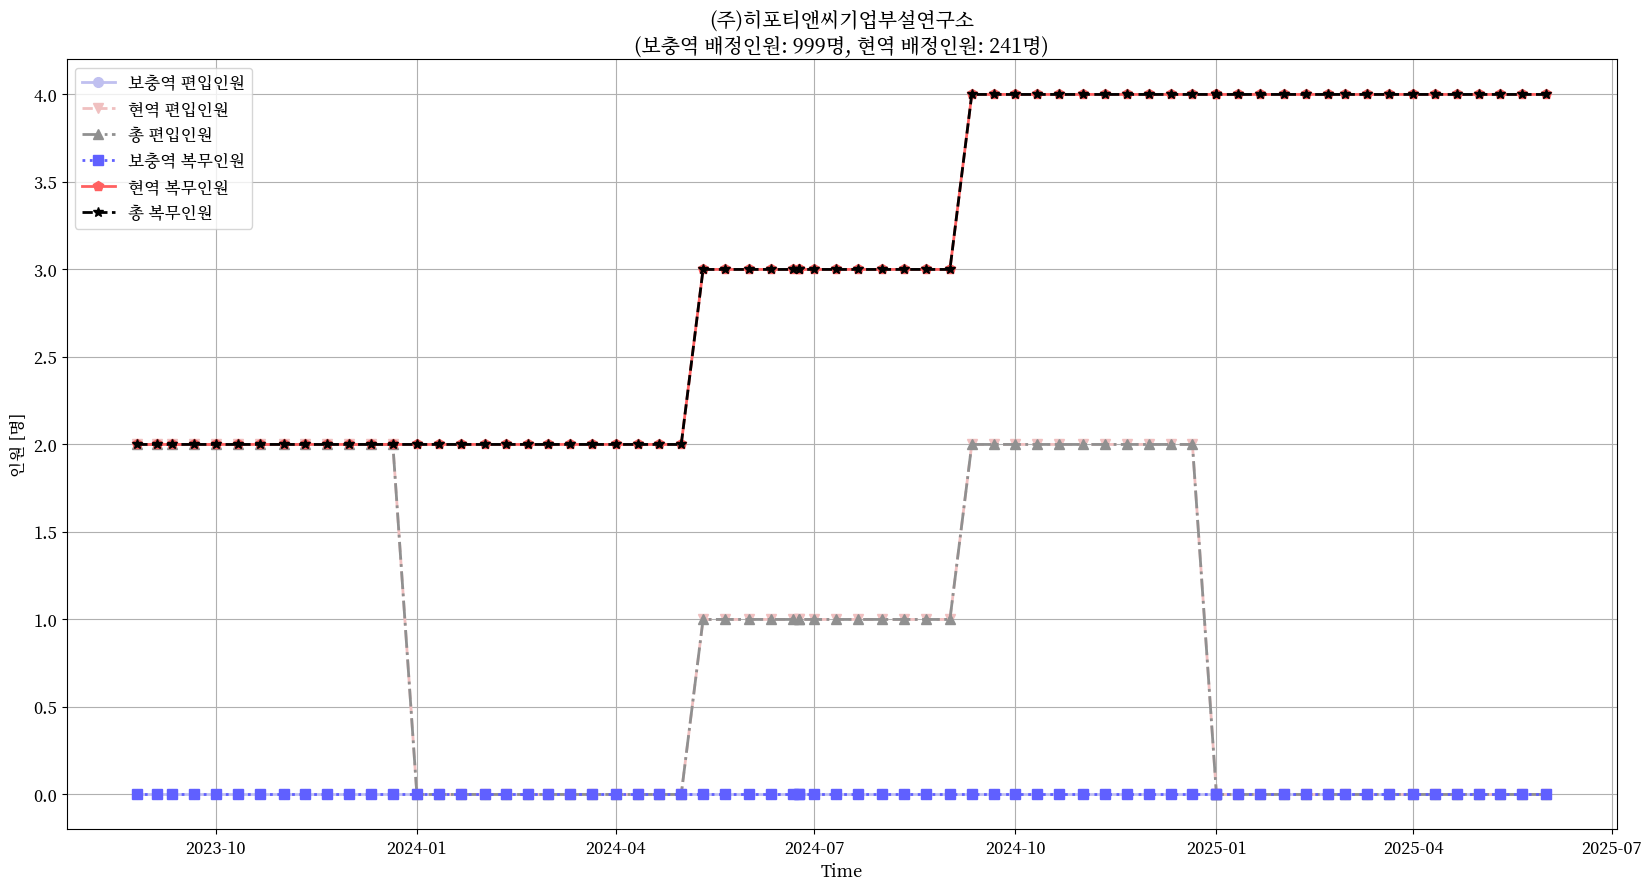 (주)히포티앤씨기업부설연구소
(보충역 배정인원: 999명, 현역 배정인원: 241명)
보충역 편입인원
현역 편입인원
총 편입인원
보충역 복무인원
현역 복무인원
총 복무인원
4.0
3.5
3.0
2.5
2.0
1.5
1.0
0.5
0.0
인원 [명]
2023-10
2024-01
2024-04
2024-07
2024-10
2025-01
2025-04
2025-07
Time